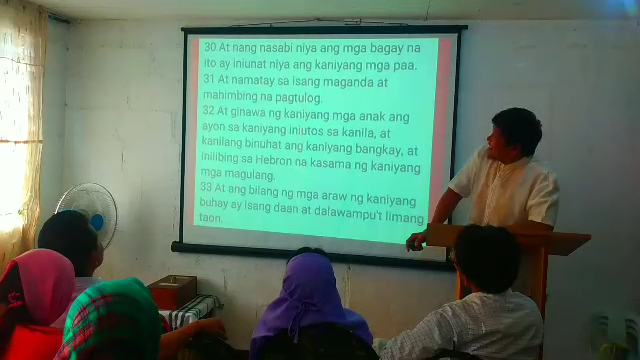 30 At nang nasabi niya ang mga bagay na
ito ay iniunat niya ang kaniyang mga paa.
31 At namatay sa isang maganda at
mahimbing na pagtulog.
32 At ginawa ng kaniyang mga anak ang
ayon sa kaniyang iniutos sa kanila, at
kanilang binuhat ang kaniyang bangkay, at
inilibing sa Hebron na kasama ng kaniyang
mga magulang.
33 At ang bilang ng mga araw ng kaniyang
buhay ay isang daan at dalawampu't limang
taon.